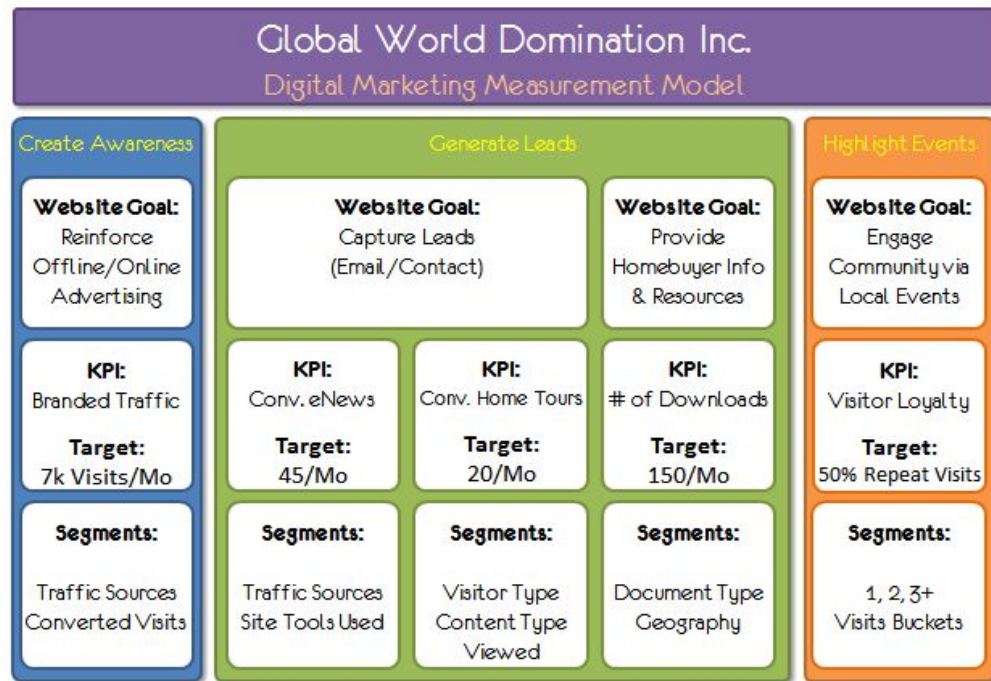 Global World Domination Inc.
Digital Marketing Measurement Model
Create Awareness
Website Goal:
Reinforce
Offline/Online
Advertising
KPI:
Branded Traffic
Target:
7k Visits/Mo
Segments:
Traffic Sources
Converted Visits
Generate Leads
Website Goal:
Capture Leads
(Email/Contact)
KPI:
Conv. eNews
Target:
45/Mo
Segments:
Traffic Sources
Site Tools Used
KPI:
Conv. Home Tours
Target:
20/Mo
Segments:
Visitor Type
Content Type
Viewed
Website Goal:
Provide
Homebuyer Info
& Resources
KPI:
# of Downloads
Target:
150/Mo
Segments:
Document Type
Geography
Highlight Events
Website Goal:
Engage
Community via
Local Events
KPI:
Visitor Loyalty
Target:
50% Repeat Visits
Segments:
1, 2, 3+
Visits Buckets